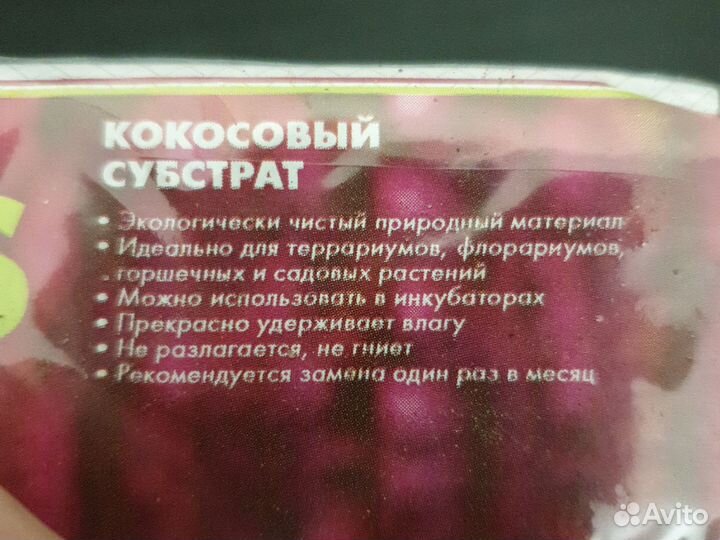 КОКОСОВЫЙ
СУБСТРАТ
• Экологически чистый природный материал
• Идеально для террариумов, флорариумов,
горшечных и садовых растений
• Можно использовать в инкубаторах
• Прекрасно удерживает влагу
• Не разлагается, не гниет
• Рекомендуется замена один раз в месяц
S
Avito